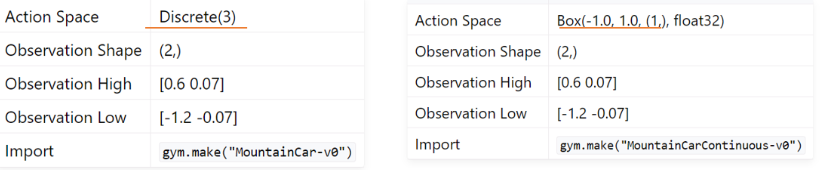 Action Space Discrete(3)
Observation Shape (2,)
Observation High [0.6 0.07]
Observation Low [-1.2 -0.07]
Import gym.make("MountainCar-v0")
Action Space Box(-1.0, 1.0, (1,), float32)
Observation Shape (2,)
Observation High [0.6 0.07]
Observation Low [-1.2 -0.07]
Import gym.make("MountainCarContinuous-v0")